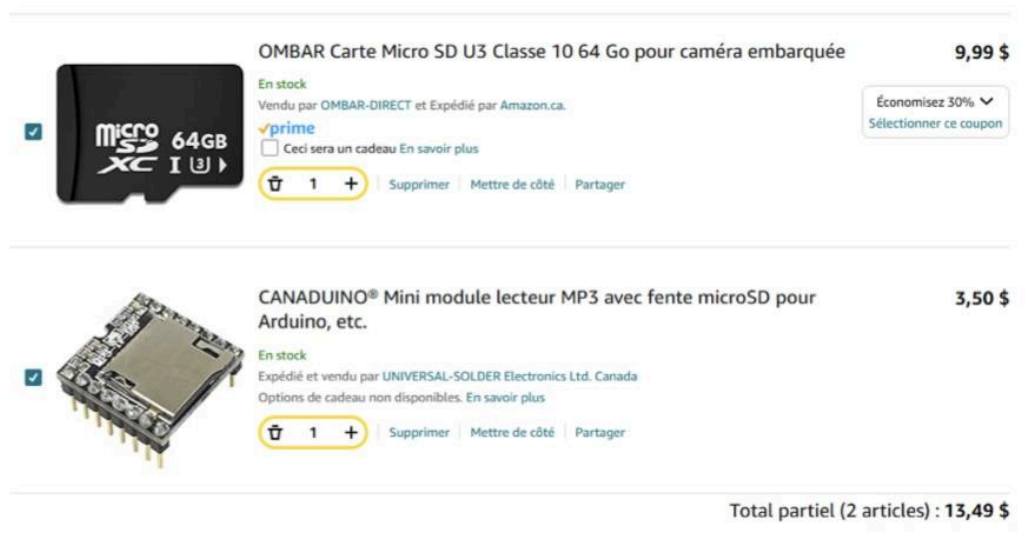 OMBAR Carte Micro SD U3 Classe 10 64 Go pour caméra embarquée
9,99 $
En stock
Vendu par OMBAR-DIRECT et Expédié par Amazon.ca.
prime
Ceci sera un cadeau En savoir plus
1 + Supprimer Mettre de côté Partager
Économisez 30%
Sélectionner ce coupon
Micro
SD
XC I 3
64GB
CANADUINO® Mini module lecteur MP3 avec fente microSD pour
Arduino, etc.
3,50 $
En stock
Expédié et vendu par UNIVERSAL-SOLDER Electronics Ltd. Canada
Options de cadeau non disponibles. En savoir plus
1 + Supprimer Mettre de côté Partager
Total partiel (2 articles) : 13,49 $